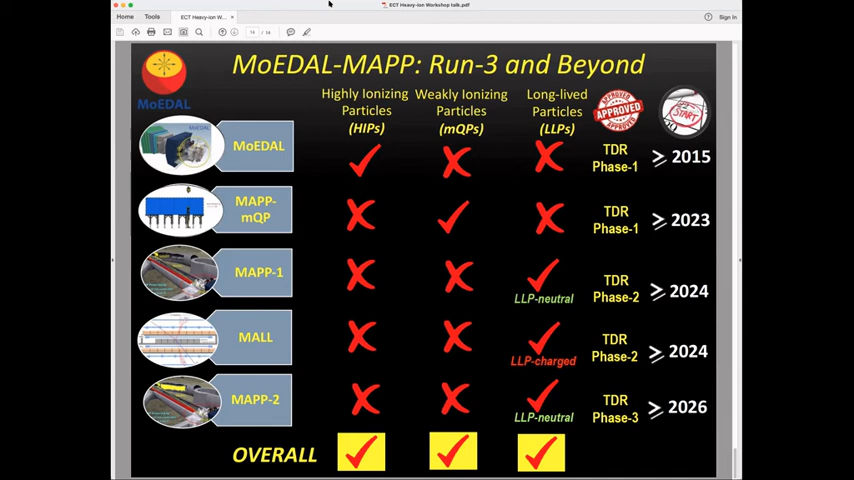 ECT Heavy-ion Workshop talk.pdf
Home
Tools
ECT Heavy-ion W...
×
Sign In
14 / 14
MoEDAL
MoEDAL-MAPP: Run-3 and Beyond
Highly Ionizing
Particles
(HIPs)
Weakly Ionizing
Particles
(mQPs)
Long-lived
Particles
(LLPs)
APPROVED
START
MoEDAL
TDR
Phase-1
≥ 2015
MAPP-
mQP
TDR
Phase-1
≥ 2023
MAPP-1
LLP-neutral
TDR
Phase-2
≥ 2024
MALL
LLP-charged
TDR
Phase-2
≥ 2024
MAPP-2
LLP-neutral
TDR
Phase-3
≥ 2026
OVERALL